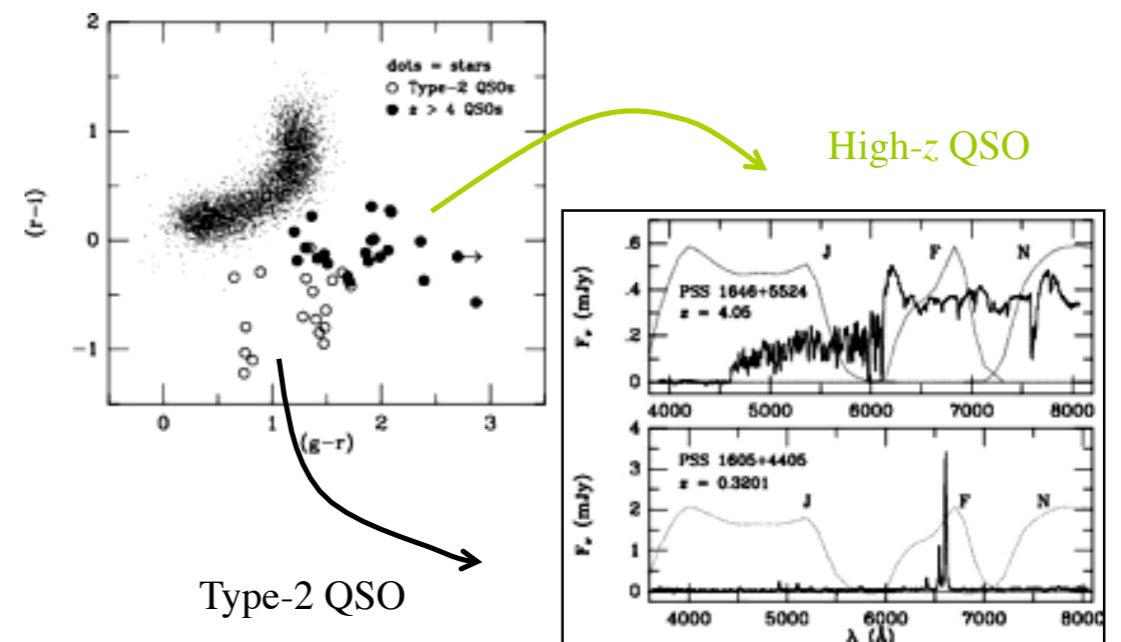 2
1
0
-1
(r-i)
dots = stars
○ Type-2 QSOs
● z > 4 QSOs
0 1 2 3
(g-r)
High-z QSO
Type-2 QSO
.6
.4
.2
0
F𝜈 (mJy)
J F N
PSS 1646+5524
z = 4.05
4000 5000 6000 7000 8000
4
3
2
1
0
F𝜈 (mJy)
PSS 1605+4405
z = 0.3201
J F N
4000 5000 6000 7000 8000
λ (Å)